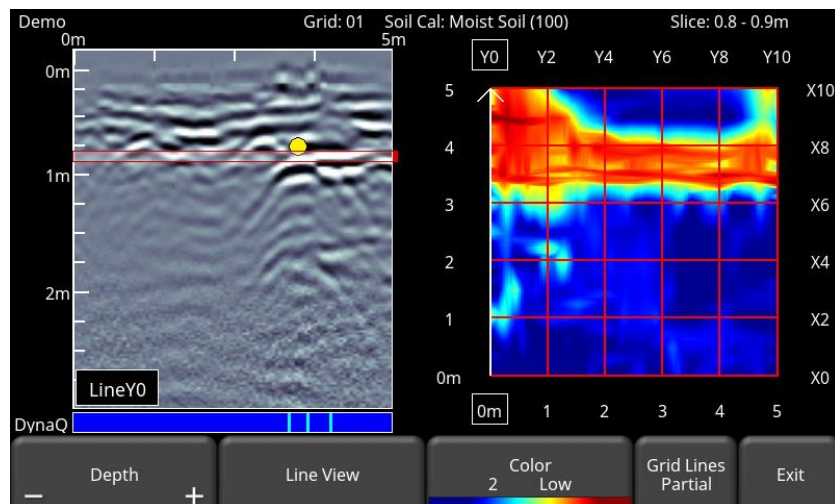 Demo
Grid: 01
Soil Cal: Moist Soil (100)
Slice: 0.8 - 0.9m
0m
5m
0m
1m
2m
LineY0
DynaQ
Y0 Y2 Y4 Y6 Y8 Y10
5
4
3
2
1
0m
X10
X8
X6
X4
X2
X0
0m 1 2 3 4 5
Depth
– +
Line View
Color
2 Low
Grid Lines
Partial
Exit